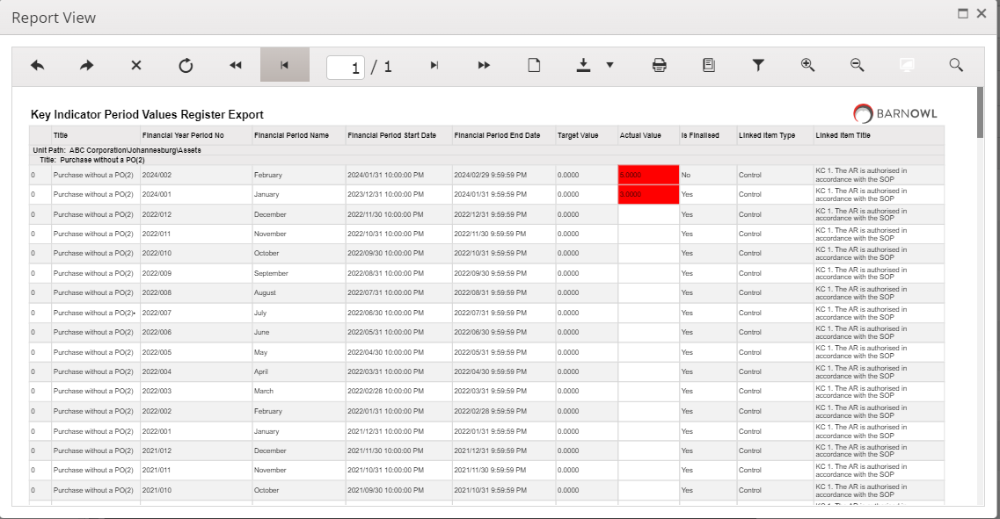 Report View
1 / 1
Key Indicator Period Values Register Export
BARNOWL
Title Financial Year Period No Financial Period Name Financial Period Start Date Financial Period End Date Target Value Actual Value Is Finalised Linked Item Type Linked Item Title
Unit Path: ABC Corporation\Johannesburg\Assets
Title: Purchase without a PO(2)
0 Purchase without a PO(2) 2024/002 February 2024/01/31 10:00:00 PM 2024/02/29 9:59:59 PM 0.0000 5.0000 No Control KC 1. The AR is authorised in
accordance with the SOP
0 Purchase without a PO(2) 2024/001 January 2023/12/31 10:00:00 PM 2024/01/31 9:59:59 PM 0.0000 3.0000 Yes Control KC 1. The AR is authorised in
accordance with the SOP
0 Purchase without a PO(2) 2022/012 December 2022/11/30 10:00:00 PM 2022/12/31 9:59:59 PM 0.0000 Yes Control KC 1. The AR is authorised in
accordance with the SOP
0 Purchase without a PO(2) 2022/011 November 2022/10/31 10:00:00 PM 2022/11/30 9:59:59 PM 0.0000 Yes Control KC 1. The AR is authorised in
accordance with the SOP
0 Purchase without a PO(2) 2022/010 October 2022/09/30 10:00:00 PM 2022/10/31 9:59:59 PM 0.0000 Yes Control KC 1. The AR is authorised in
accordance with the SOP
0 Purchase without a PO(2) 2022/009 September 2022/08/31 10:00:00 PM 2022/09/30 9:59:59 PM 0.0000 Yes Control KC 1. The AR is authorised in
accordance with the SOP
0 Purchase without a PO(2) 2022/008 August 2022/07/31 10:00:00 PM 2022/08/31 9:59:59 PM 0.0000 Yes Control KC 1. The AR is authorised in
accordance with the SOP
0 Purchase without a PO(2) 2022/007 July 2022/06/30 10:00:00 PM 2022/07/31 9:59:59 PM 0.0000 Yes Control KC 1. The AR is authorised in
accordance with the SOP
0 Purchase without a PO(2) 2022/006 June 2022/05/31 10:00:00 PM 2022/06/30 9:59:59 PM 0.0000 Yes Control KC 1. The AR is authorised in
accordance with the SOP
0 Purchase without a PO(2) 2022/005 May 2022/04/30 10:00:00 PM 2022/05/31 9:59:59 PM 0.0000 Yes Control KC 1. The AR is authorised in
accordance with the SOP
0 Purchase without a PO(2) 2022/004 April 2022/03/31 10:00:00 PM 2022/04/30 9:59:59 PM 0.0000 Yes Control KC 1. The AR is authorised in
accordance with the SOP
0 Purchase without a PO(2) 2022/003 March 2022/02/28 10:00:00 PM 2022/03/31 9:59:59 PM 0.0000 Yes Control KC 1. The AR is authorised in
accordance with the SOP
0 Purchase without a PO(2) 2022/002 February 2022/01/31 10:00:00 PM 2022/02/28 9:59:59 PM 0.0000 Yes Control KC 1. The AR is authorised in
accordance with the SOP
0 Purchase without a PO(2) 2022/001 January 2021/12/31 10:00:00 PM 2022/01/31 9:59:59 PM 0.0000 Yes Control KC 1. The AR is authorised in
accordance with the SOP
0 Purchase without a PO(2) 2021/012 December 2021/11/30 10:00:00 PM 2021/12/31 9:59:59 PM 0.0000 Yes Control KC 1. The AR is authorised in
accordance with the SOP
0 Purchase without a PO(2) 2021/011 November 2021/10/31 10:00:00 PM 2021/11/30 9:59:59 PM 0.0000 Yes Control KC 1. The AR is authorised in
accordance with the SOP
0 Purchase without a PO(2) 2021/010 October 2021/09/30 10:00:00 PM 2021/10/31 9:59:59 PM 0.0000 Yes Control KC 1. The AR is authorised in
accordance with the SOP